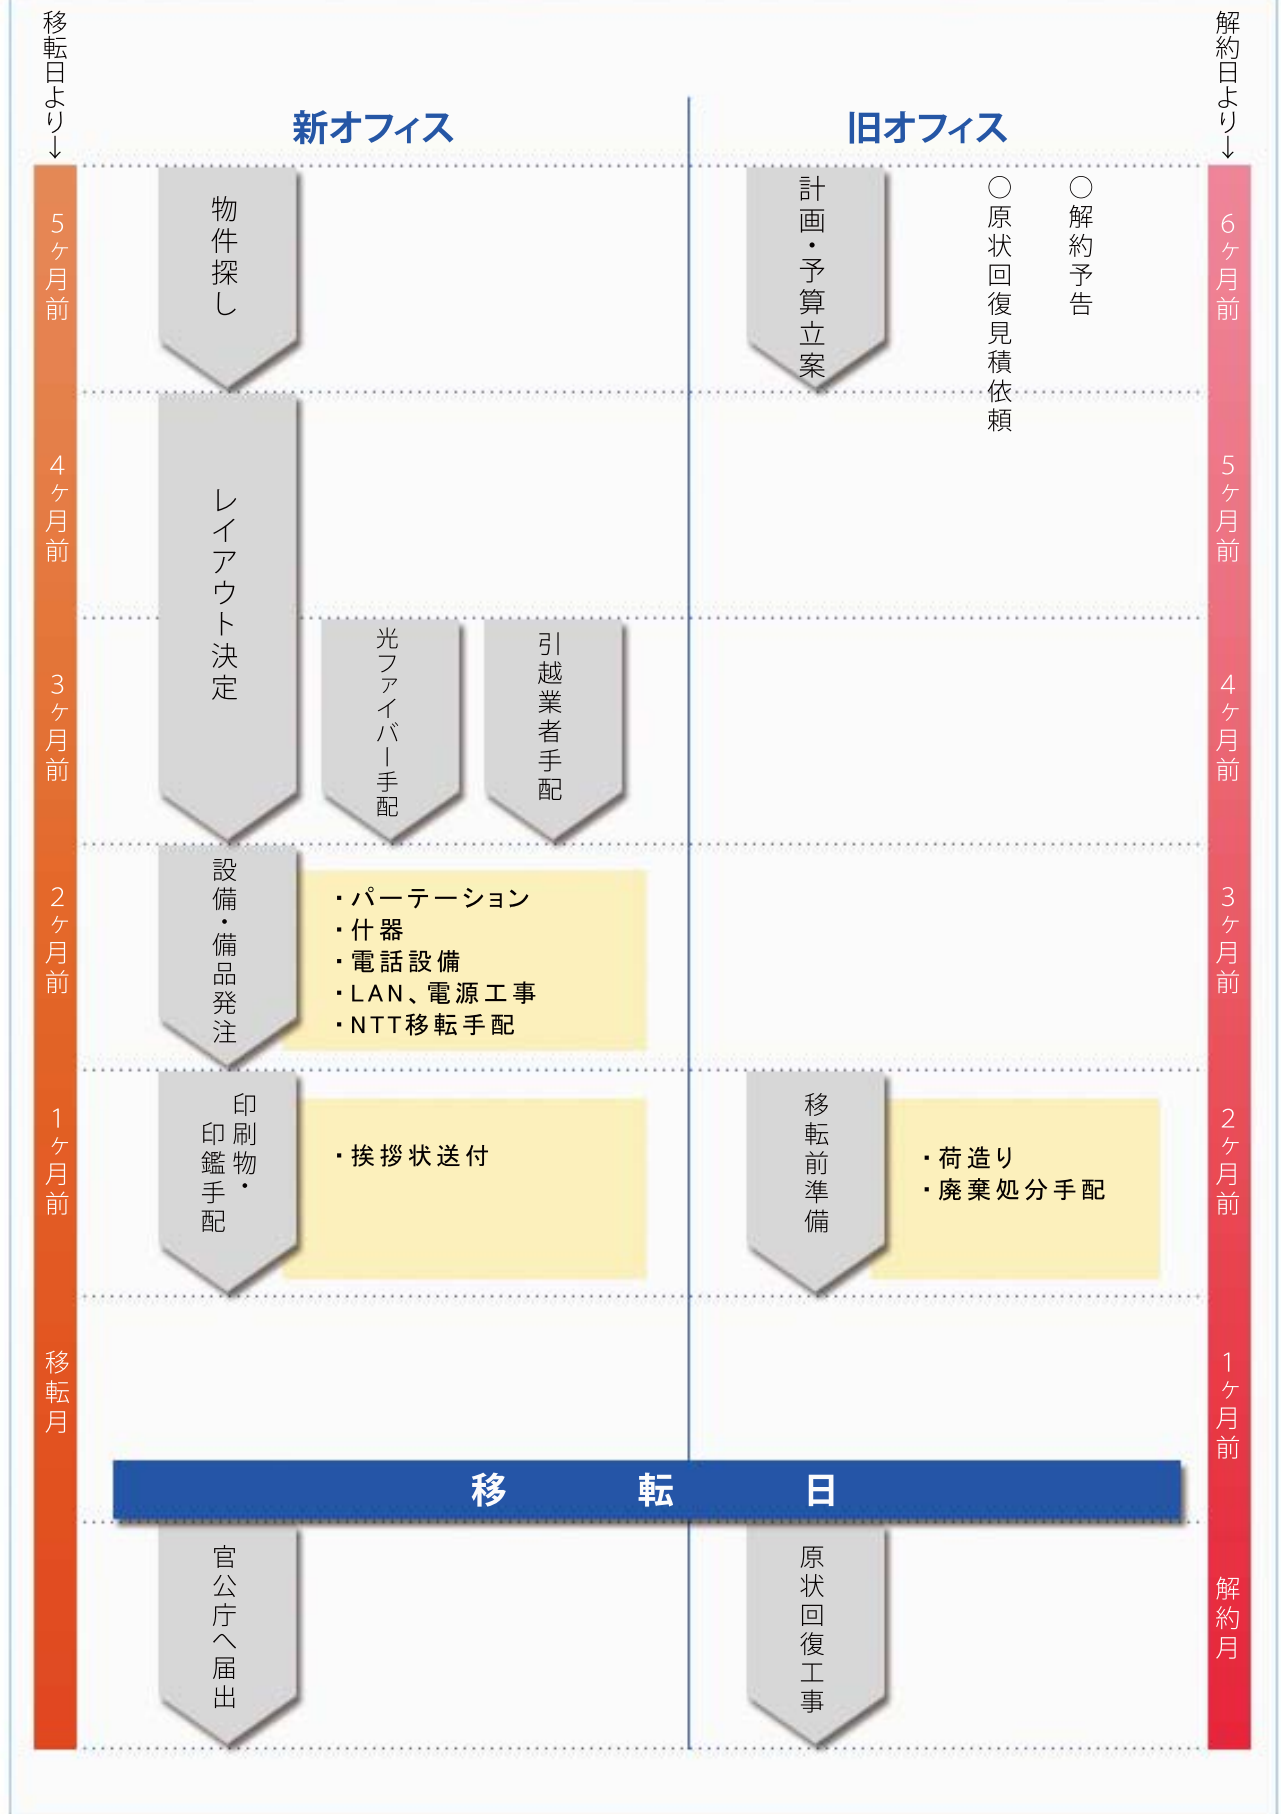 移転日より→
解約日より→
新オフィス
旧オフィス
5ヶ月前
物件探し
計画・予算立案
○解約予告
○原状回復見積依頼
6ヶ月前
4ヶ月前
レイアウト決定
5ヶ月前
3ヶ月前
光ファイバー手配
引越業者手配
4ヶ月前
2ヶ月前
設備・備品発注
・パーテーション
・什器
・電話設備
・LAN、電源工事
・NTT移転手配
3ヶ月前
1ヶ月前
印刷物・
印鑑手配
・挨拶状送付
移転前準備
・荷造り
・廃棄処分手配
2ヶ月前
移転月
1ヶ月前
移転日
官公庁へ届出
原状回復工事
解約月